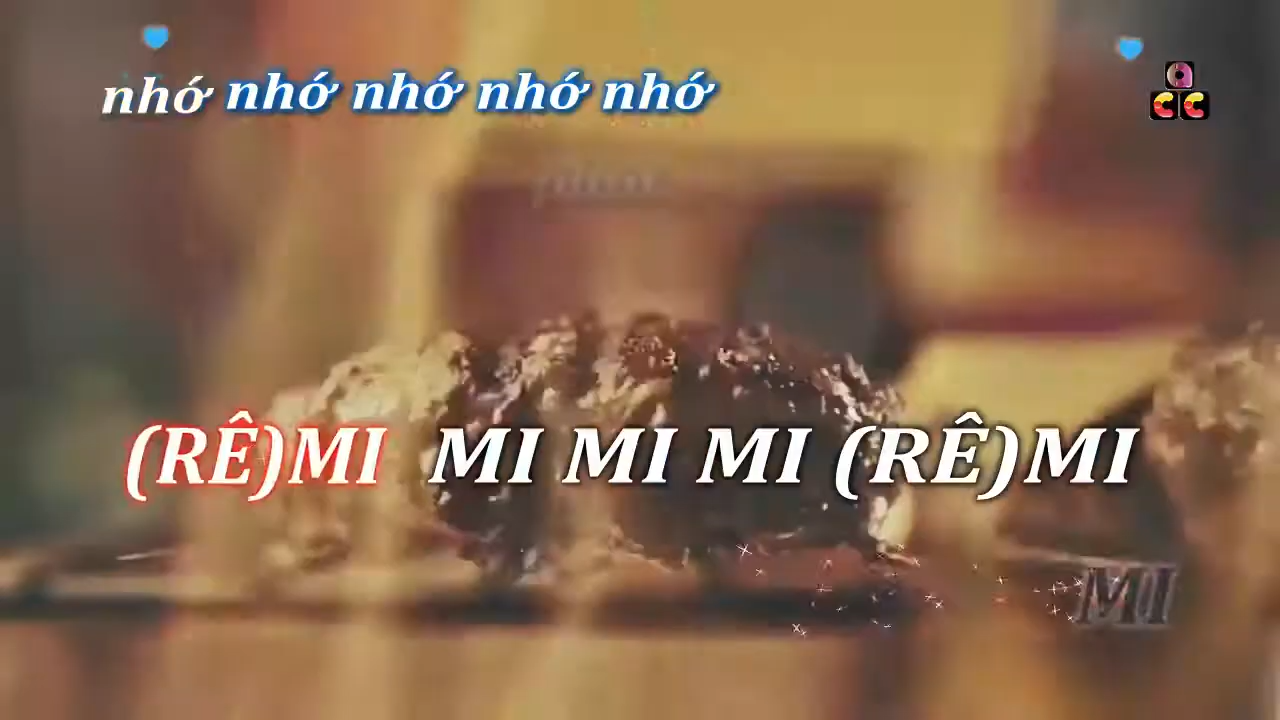 nhớ nhớ nhớ nhớ nhớ
a
c c
(RÊ)MI MI MI MI (RÊ)MI
MI